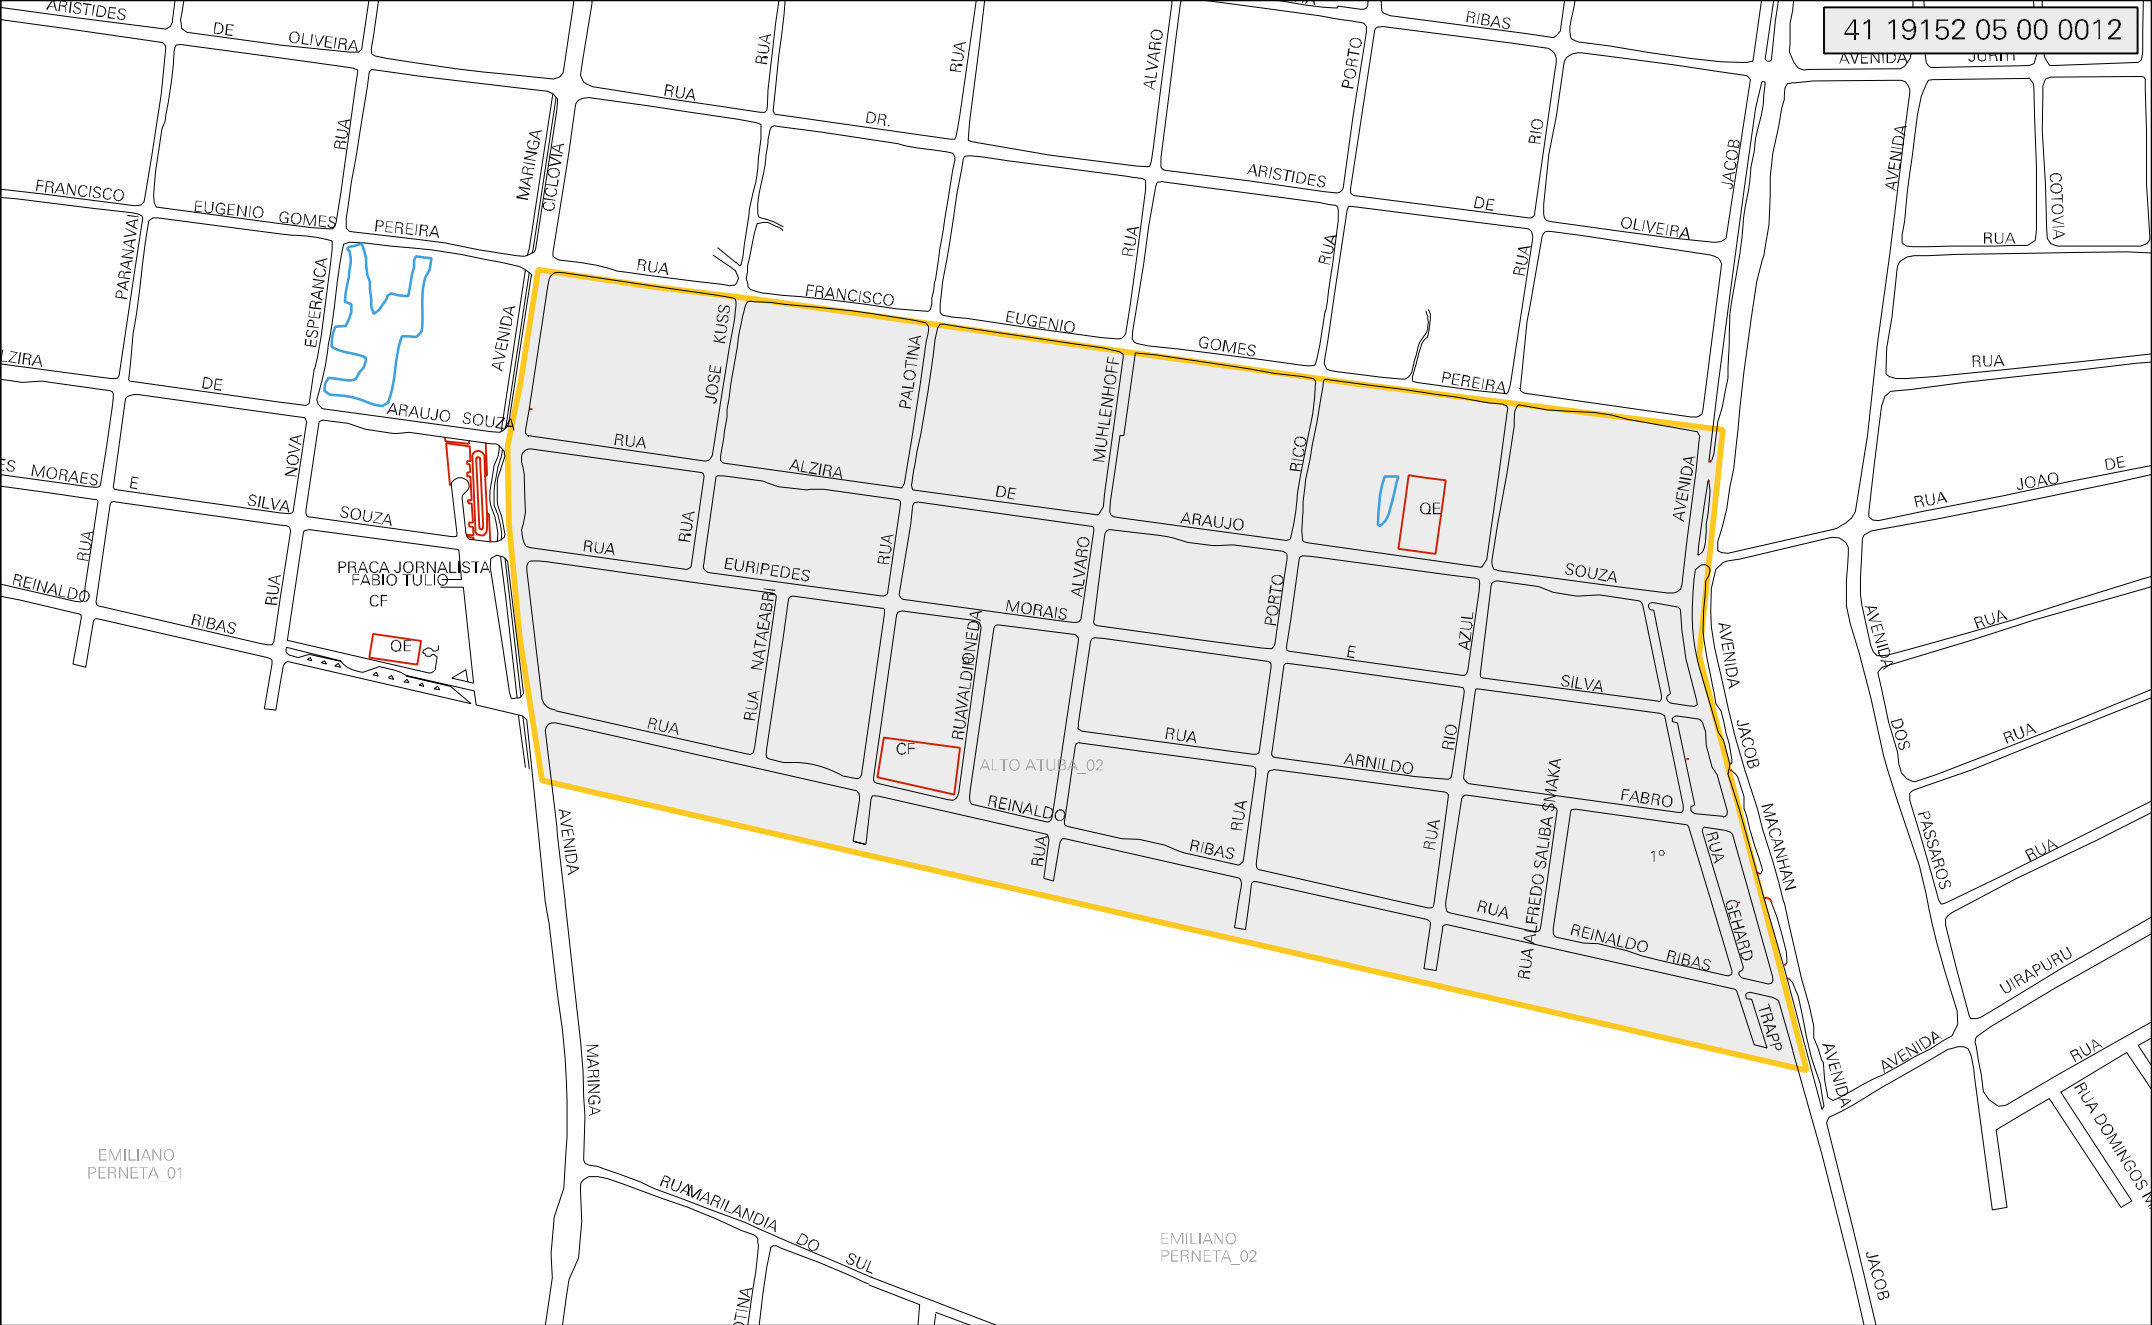 41 19152 05 00 0012
ARISTIDES
DE
OLIVEIRA
RUA
RUA
ALVARO
PORTO
RIBAS
AVENIDA
RUA
RUA
DR.
ARISTIDES
DE
OLIVEIRA
RIO
JACOB
AVENIDA
COTOVIA
RUA
MARINGA
CICLOVIA
FRANCISCO
EUGENIO GOMES
PEREIRA
PARANAVAI
ESPERANCA
AVENIDA
RUA
FRANCISCO
EUGENIO
GOMES
PEREIRA
RUA
RUA
RUA
RUA
DE
ARAUJO SOUZA
KUSS
JOSE
PALOTINA
MUHLENHOFF
RICO
AVENIDA
RUA
ALZIRA
DE
ARAUJO
SOUZA
QE
RUA
JOAO
DE
MORAES
E
SILVA
SOUZA
NOVA
RUA
RUA
REINALDO
RIBAS
PRACA JORNALISTA
FABIO TULIO
CF
QE
RUA
RUA
EURIPEDES
RUA
MORAIS
ALVARO
PORTO
E
AZUL
SILVA
RUA
NATAEABRI
RUA
RUAVALDIRONEDA
CF
ALTO ATUBA_02
RUA
RUA
ARNILDO
RIO
FABRO
REINALDO
RUA
RUA
RIBAS
RUA
RUA
RUA ALFREDO SALIBA SMAKA
REINALDO
RIBAS
1º
RUA
GEHARD
TRAPP
AVENIDA
JACOB
MACANHAN
AVENIDA
JACOB
AVENIDA
DOS
PASSAROS
RUA
RUA
RUA
UIRAPURU
AVENIDA
RUA
RUA DOMINGOS
AVENIDA
MARINGA
EMILIANO
PERNETA_01
RUA
MARILANDIA
DO
SUL
EMILIANO
PERNETA_02